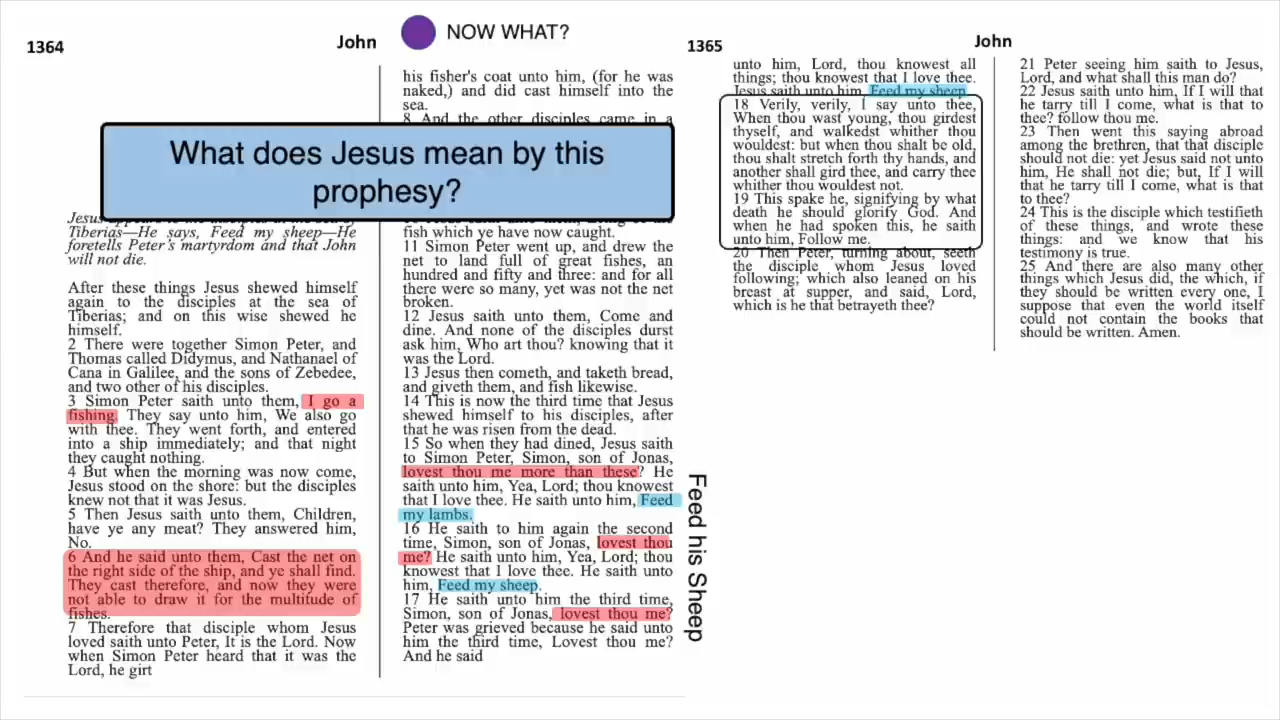 1364
John
NOW WHAT?
his fisher's coat unto him, (for he was
naked,) and did cast himself into the
sea.
8 And the other disciples came in a
What does Jesus mean by this
prophesy?
Jesus appears to the disciples at the sea of
Tiberias—He says, Feed my sheep—He
foretells Peter's martyrdom and that John
will not die.
After these things Jesus shewed himself
again to the disciples at the sea of
Tiberias; and on this wise shewed he
himself.
2 There were together Simon Peter, and
Thomas called Didymus, and Nathanael of
Cana in Galilee, and the sons of Zebedee,
and two other of his disciples.
3 Simon Peter saith unto them, I go a
fishing. They say unto him, We also go
with thee. They went forth, and entered
into a ship immediately; and that night
they caught nothing.
4 But when the morning was now come,
Jesus stood on the shore: but the disciples
knew not that it was Jesus.
5 Then Jesus saith unto them, Children,
have ye any meat? They answered him,
No.
6 And he said unto them, Cast the net on
the right side of the ship, and ye shall find.
They cast therefore, and now they were
not able to draw it for the multitude of
fishes.
7 Therefore that disciple whom Jesus
loved saith unto Peter, It is the Lord. Now
when Simon Peter heard that it was the
Lord, he girt
fish which ye have now caught.
11 Simon Peter went up, and drew the
net to land full of great fishes, an
hundred and fifty and three: and for all
there were so many, yet was not the net
broken.
12 Jesus saith unto them, Come and
dine. And none of the disciples durst
ask him, Who art thou? knowing that it
was the Lord.
13 Jesus then cometh, and taketh bread,
and giveth them, and fish likewise.
14 This is now the third time that Jesus
shewed himself to his disciples, after
that he was risen from the dead.
15 So when they had dined, Jesus saith
to Simon Peter, Simon, son of Jonas,
lovest thou me more than these? He
saith unto him, Yea, Lord; thou knowest
that I love thee. He saith unto him, Feed
my lambs.
16 He saith to him again the second
time, Simon, son of Jonas, lovest thou
me? He saith unto him, Yea, Lord; thou
knowest that I love thee. He saith unto
him, Feed my sheep.
17 He saith unto him the third time,
Simon, son of Jonas, lovest thou me?
Peter was grieved because he said unto
him the third time, Lovest thou me?
And he said
Feed his Sheep
1365
John
unto him, Lord, thou knowest all
things; thou knowest that I love thee.
Jesus saith unto him, Feed my sheep.
18 Verily, verily, I say unto thee,
When thou wast young, thou girdest
thyself, and walkedst whither thou
wouldest: but when thou shalt be old,
thou shalt stretch forth thy hands, and
another shall gird thee, and carry thee
whither thou wouldest not.
19 This spake he, signifying by what
death he should glorify God. And
when he had spoken this, he saith
unto him, Follow me.
20 Then Peter, turning about, seeth
the disciple whom Jesus loved
following; which also leaned on his
breast at supper, and said, Lord,
which is he that betrayeth thee?
21 Peter seeing him saith to Jesus,
Lord, and what shall this man do?
22 Jesus saith unto him, If I will that
he tarry till I come, what is that to
thee? follow thou me.
23 Then went this saying abroad
among the brethren, that that disciple
should not die: yet Jesus said not unto
him, He shall not die; but, If I will
that he tarry till I come, what is that
to thee?
24 This is the disciple which testifieth
of these things, and wrote these
things: and we know that his
testimony is true.
25 And there are also many other
things which Jesus did, the which, if
they should be written every one, I
suppose that even the world itself
could not contain the books that
should be written. Amen.